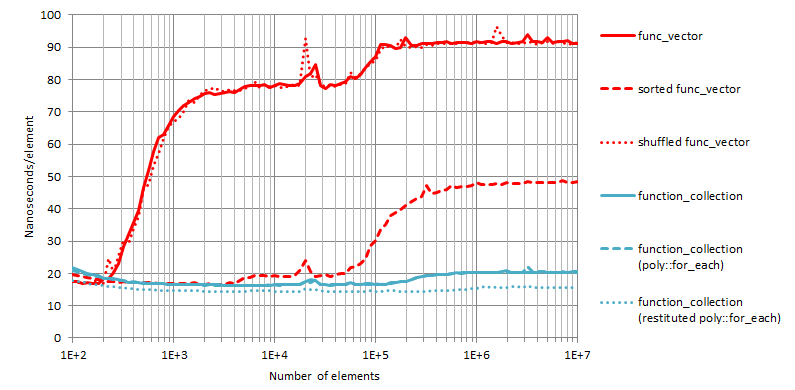 100
90
80
70
60
50
40
30
20
10
0
Nanoseconds/element
1E+2
1E+3
1E+4
1E+5
1E+6
1E+7
Number of elements
func_vector
sorted func_vector
shuffled func_vector
function_collection
function_collection
(poly::for_each)
function_collection
(restituted poly::for_each)